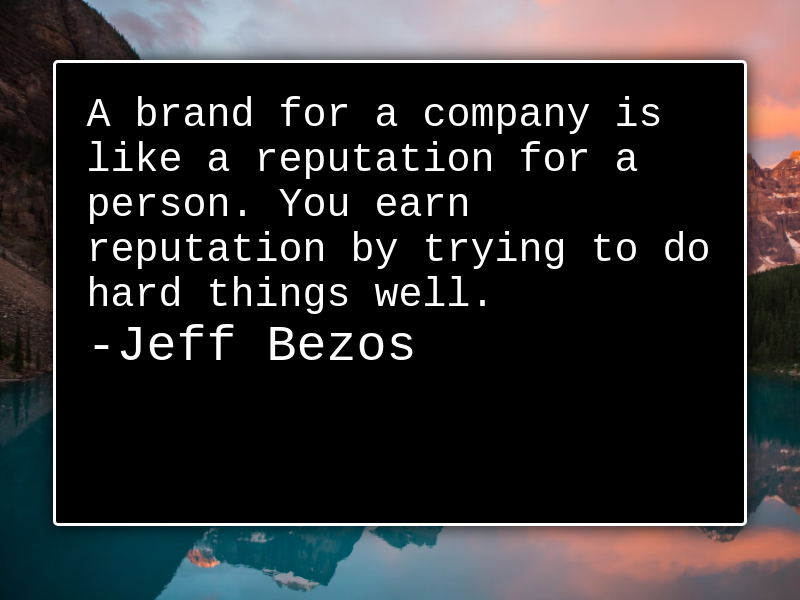 A brand for a company is
like a reputation for a
person. You earn
reputation by trying to do
hard things well.
-Jeff Bezos